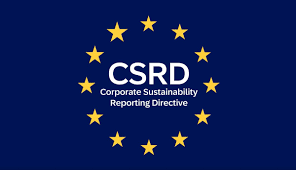 CSRD
Corporate Sustainability
Reporting Directive